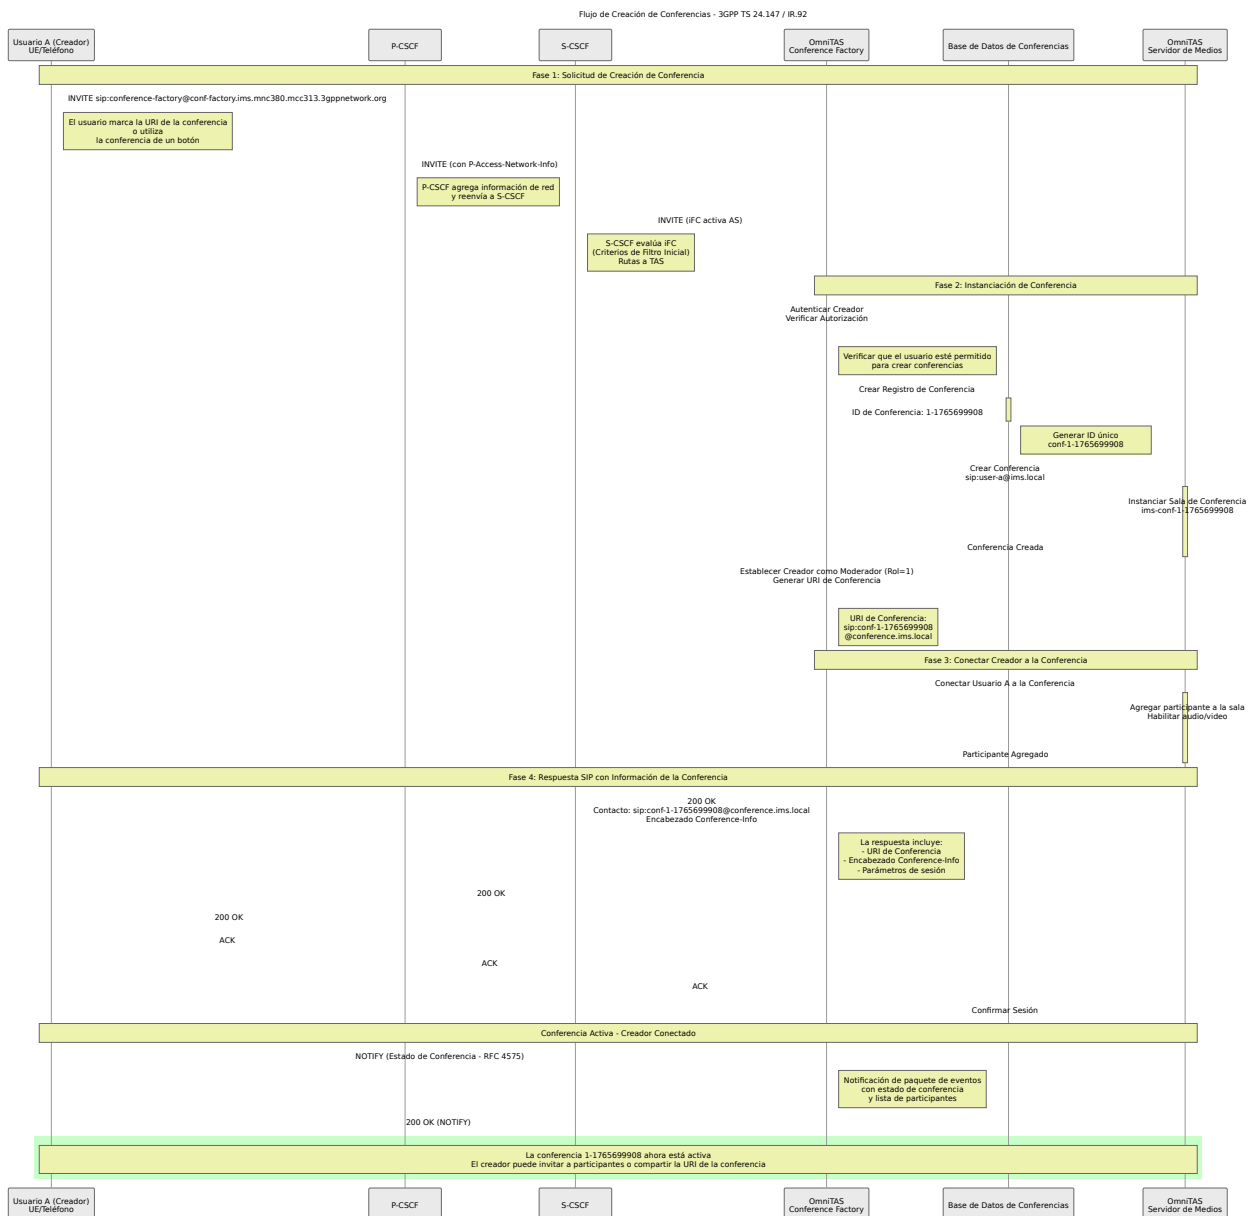 Flujo de Creación de Conferencias - 3GPP TS 24.147 / IR.92
Usuario A (Creador)
UE/Teléfono
P-CSCF
S-CSCF
OmniTAS
Conference Factory
Base de Datos de Conferencias
OmniTAS
Servidor de Medios
Fase 1: Solicitud de Creación de Conferencia
INVITE sip:conference-factory@conf-factory.ims.mnc380.mcc313.3gppnetwork.org
El usuario marca la URI de la conferencia
o utiliza
la conferencia de un botón
INVITE (con P-Access-Network-Info)
P-CSCF agrega información de red
y reenvía a S-CSCF
INVITE (iFC activa AS)
S-CSCF evalúa iFC
(Criterios de Filtro Inicial)
Rutas a TAS
Fase 2: Instanciación de Conferencia
Autenticar Creador
Verificar Autorización
Verificar que el usuario esté permitido
para crear conferencias
Crear Registro de Conferencia
ID de Conferencia: 1-1765699908
Generar ID único
conf-1-1765699908
Crear Conferencia
sip:user-a@ims.local
Instanciar Sala de Conferencia
ims-conf-1-1765699908
Conferencia Creada
Establecer Creador como Moderador (Rol=1)
Generar URI de Conferencia
URI de Conferencia:
sip:conf-1-1765699908
@conference.ims.local
Fase 3: Conectar Creador a la Conferencia
Conectar Usuario A a la Conferencia
Agregar participante a la sala
Habilitar audio/video
Participante Agregado
Fase 4: Respuesta SIP con Información de la Conferencia
200 OK
Contacto: sip:conf-1-1765699908@conference.ims.local
Encabezado Conference-Info
La respuesta incluye:
- URI de Conferencia
- Encabezado Conference-Info
- Parámetros de sesión
200 OK
200 OK
ACK
ACK
ACK
Confirmar Sesión
Conferencia Activa - Creador Conectado
NOTIFY (Estado de Conferencia - RFC 4575)
Notificación de paquete de eventos
con estado de conferencia
y lista de participantes
200 OK (NOTIFY)
La conferencia 1-1765699908 ahora está activa
El creador puede invitar a participantes o compartir la URI de la conferencia
Usuario A (Creador)
UE/Teléfono
P-CSCF
S-CSCF
OmniTAS
Conference Factory
Base de Datos de Conferencias
OmniTAS
Servidor de Medios